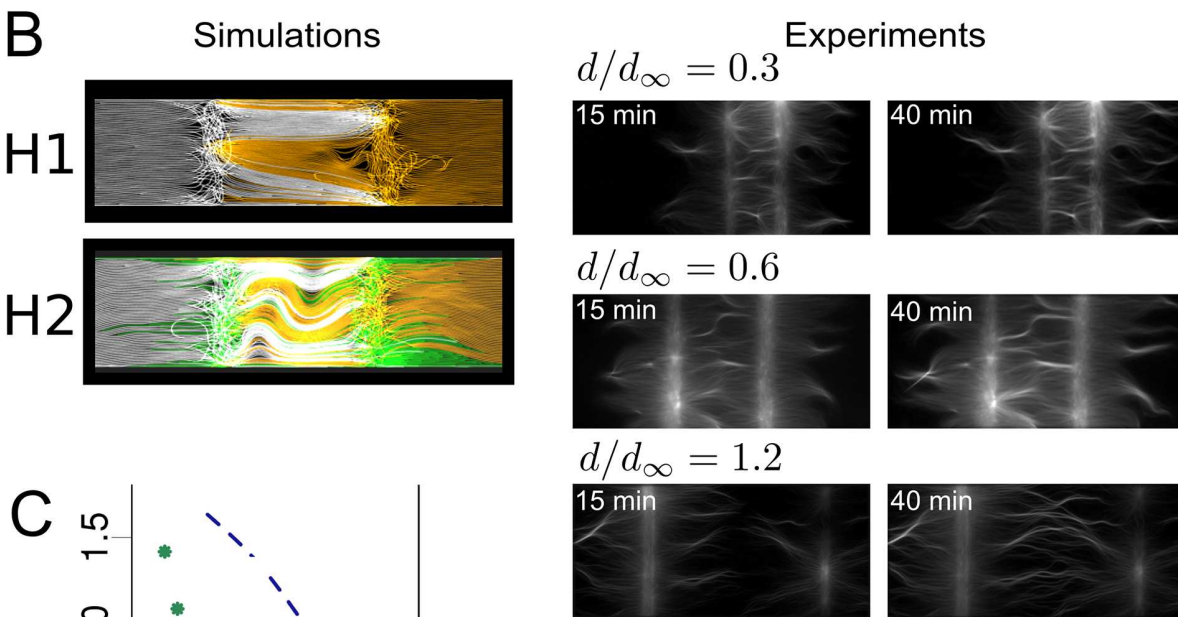 B
Simulations
Experiments
d/d∞ = 0.3
H1
15 min
40 min
d/d∞ = 0.6
H2
15 min
40 min
d/d∞ = 1.2
15 min
40 min
C
1.5
0